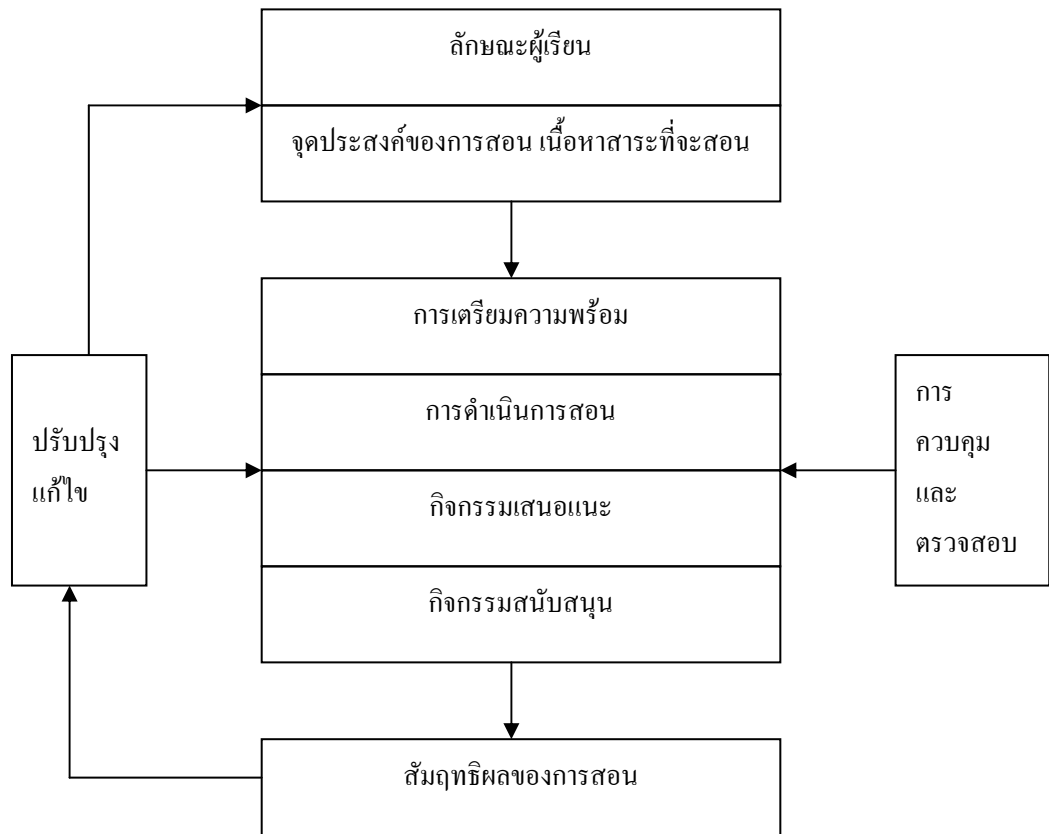 ลักษณะผู้เรียน
จุดประสงค์ของการสอน เนื้อหาสาระที่จะสอน
การเตรียมความพร้อม
การดำเนินการสอน
กิจกรรมเสนอแนะ
กิจกรรมสนับสนุน
ปรับปรุง
แก้ไข
การ
ควบคุม
และ
ตรวจสอบ
สัมฤทธิผลของการสอน